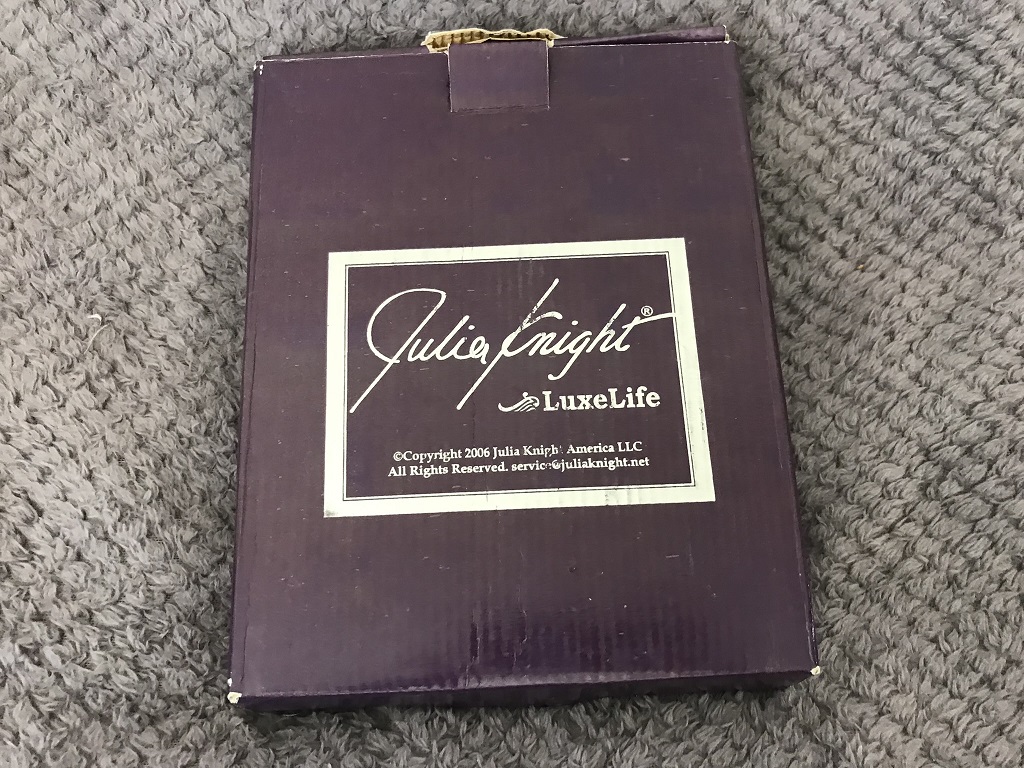 Julia Knight®
LuxeLife
©Copyright 2006 Julia Knight America LLC
All Rights Reserved. service@juliaknight.net